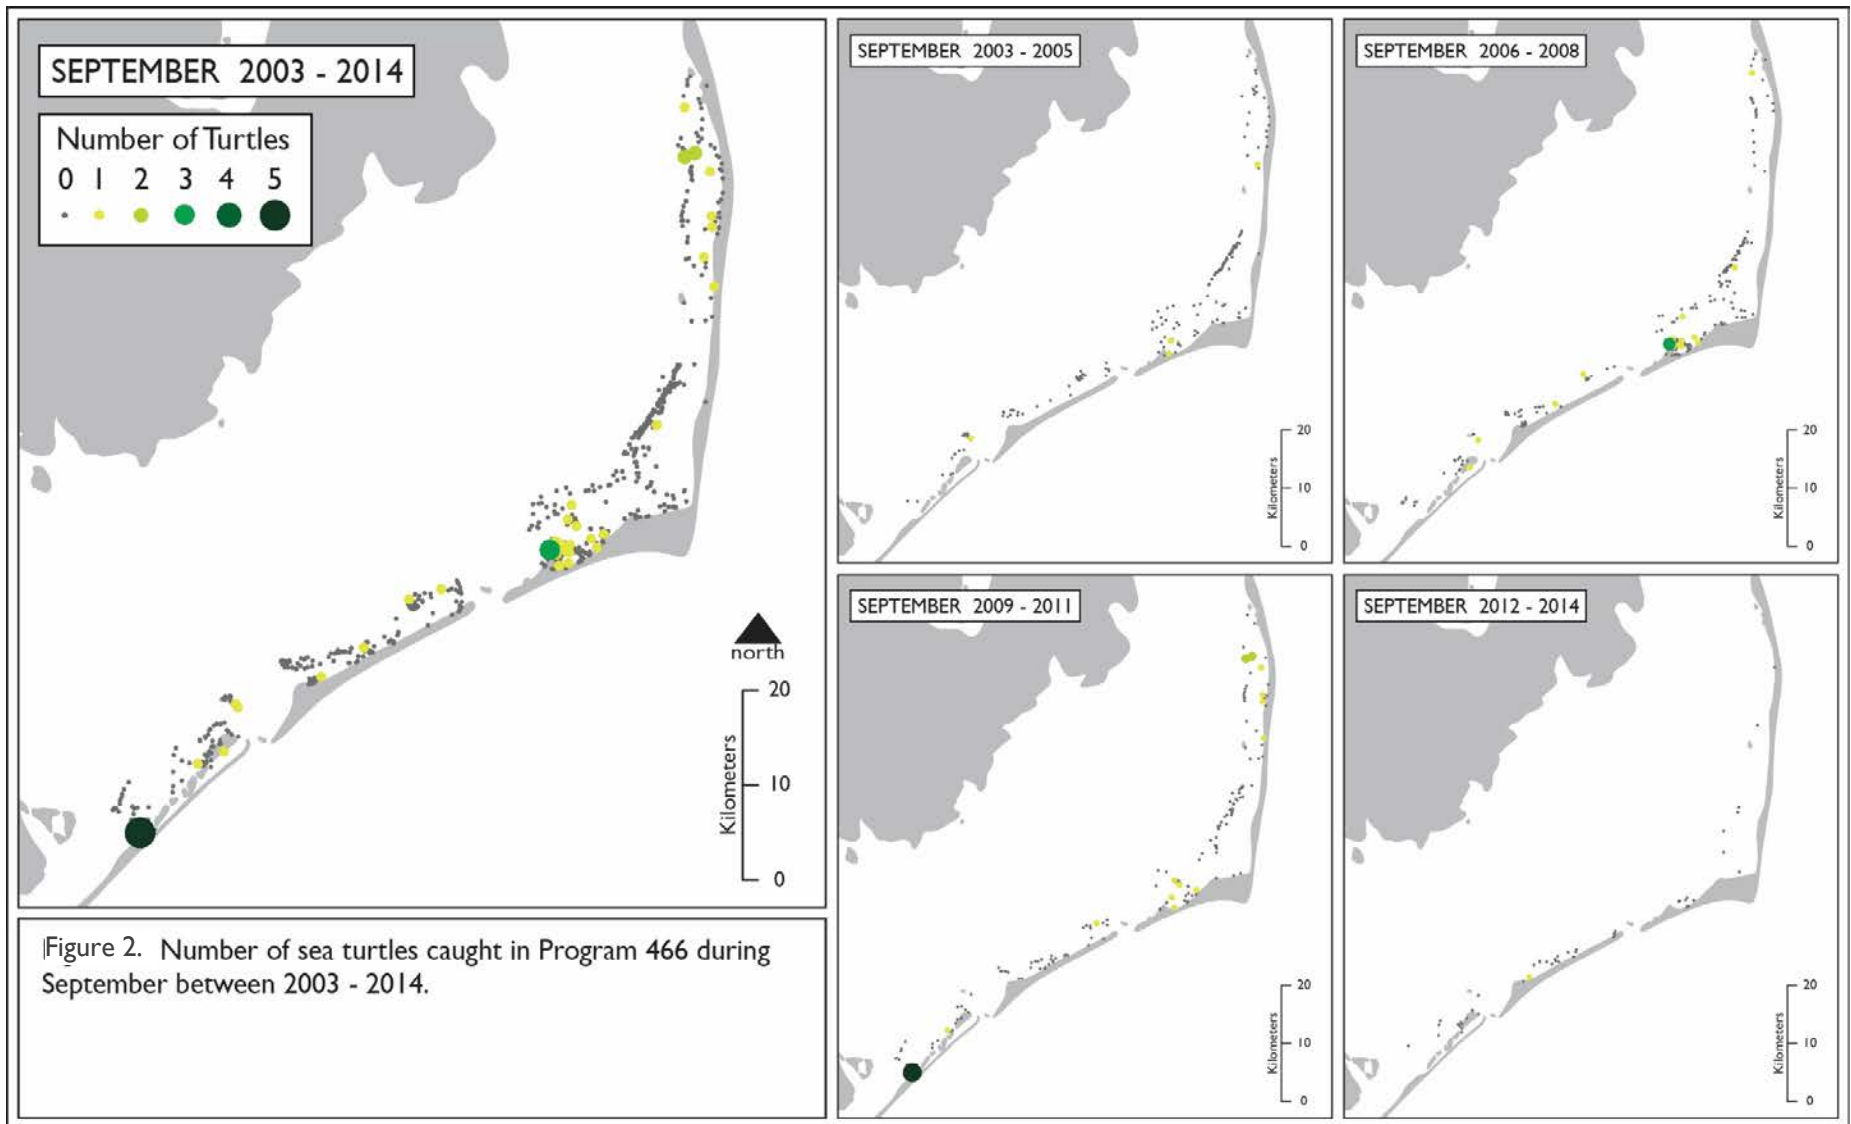 SEPTEMBER 2003 - 2014
Number of Turtles
0 1 2 3 4 5
north
20
10
0
Kilometers
Figure 2. Number of sea turtles caught in Program 466 during
September between 2003 - 2014.
SEPTEMBER 2003 - 2005
20
10
0
Kilometers
SEPTEMBER 2006 - 2008
20
10
0
Kilometers
SEPTEMBER 2009 - 2011
20
10
0
Kilometers
SEPTEMBER 2012 - 2014
20
10
0
Kilometers